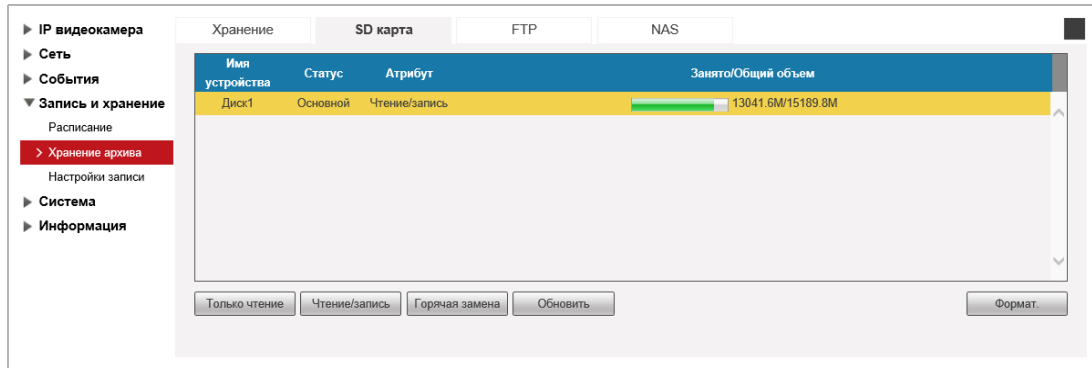 IP видеокамера
Сеть
События
Запись и хранение
Расписание
> Хранение архива
Настройки записи
Система
Информация
Хранение SD карта FTP NAS
Имя устройства Статус Атрибут Занято/Общий объем
Диск1 Основной Чтение/запись 13041.6M/15189.8M
Только чтение Чтение/запись Горячая замена Обновить Формат.